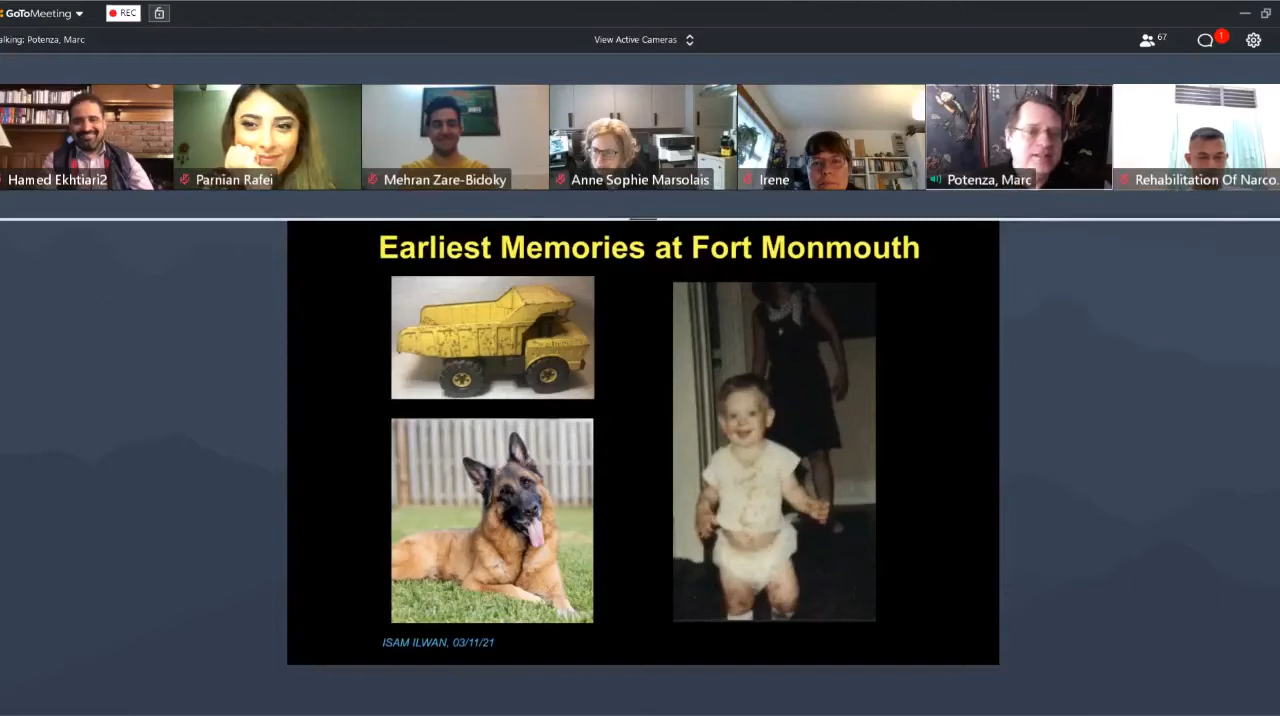 GoToMeeting
REC
alking: Potenza, Marc
View Active Cameras
67
1
Hamed Ekhtiari2
Parnian Rafei
Mehran Zare-Bidoky
Anne Sophie Marsolais
Irene
Potenza, Marc
Rehabilitation Of Narco.
Earliest Memories at Fort Monmouth
ISAM ILWAN, 03/11/21